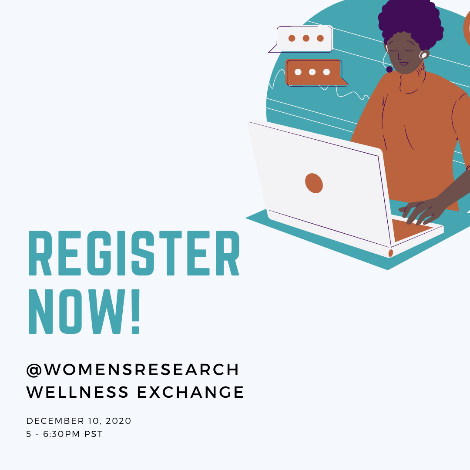 REGISTER
NOW!
@WOMENSRESEARCH
WELLNESS EXCHANGE
DECEMBER 10, 2020
5 - 6:30PM PST